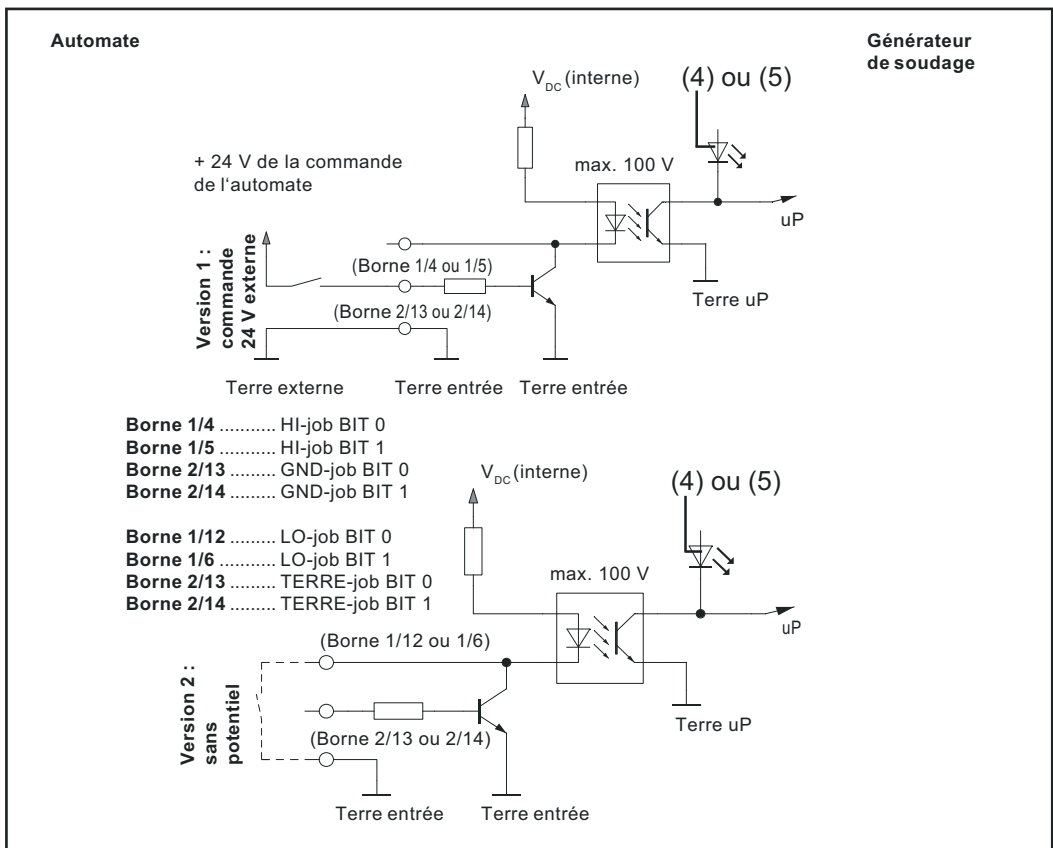 Automate
Générateur
de soudage
V DC (interne)
(4) ou (5)
+ 24 V de la commande
de l'automate
max. 100 V
uP
Version 1 :
commande
24 V externe
(Borne 1/4 ou 1/5)
(Borne 2/13 ou 2/14)
Terre uP
Terre externe
Terre entrée
Terre entrée
Borne 1/4 .......... HI-job BIT 0
Borne 1/5 .......... HI-job BIT 1
Borne 2/13 ......... GND-job BIT 0
Borne 2/14 ......... GND-job BIT 1
Borne 1/12 ......... LO-job BIT 0
Borne 1/6 ........... LO-job BIT 1
Borne 2/13 ......... TERRE-job BIT 0
Borne 2/14 ......... TERRE-job BIT 1
V DC (interne)
(4) ou (5)
max. 100 V
uP
Version 2 :
sans
potentiel
(Borne 1/12 ou 1/6)
(Borne 2/13 ou 2/14)
Terre uP
Terre entrée
Terre entrée